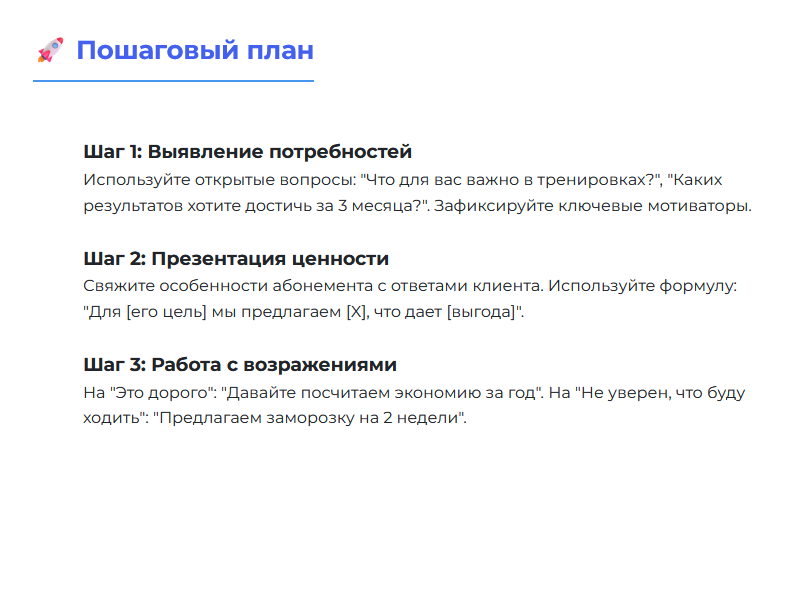 🚀 Пошаговый план
Шаг 1: Выявление потребностей
Используйте открытые вопросы: "Что для вас важно в тренировках?", "Каких
результатов хотите достичь за 3 месяца?". Зафиксируйте ключевые мотиваторы.
Шаг 2: Презентация ценности
Свяжите особенности абонемента с ответами клиента. Используйте формулу:
"Для [его цель] мы предлагаем [X], что дает [выгода]".
Шаг 3: Работа с возражениями
На "Это дорого": "Давайте посчитаем экономию за год". На "Не уверен, что буду
ходить": "Предлагаем заморозку на 2 недели".